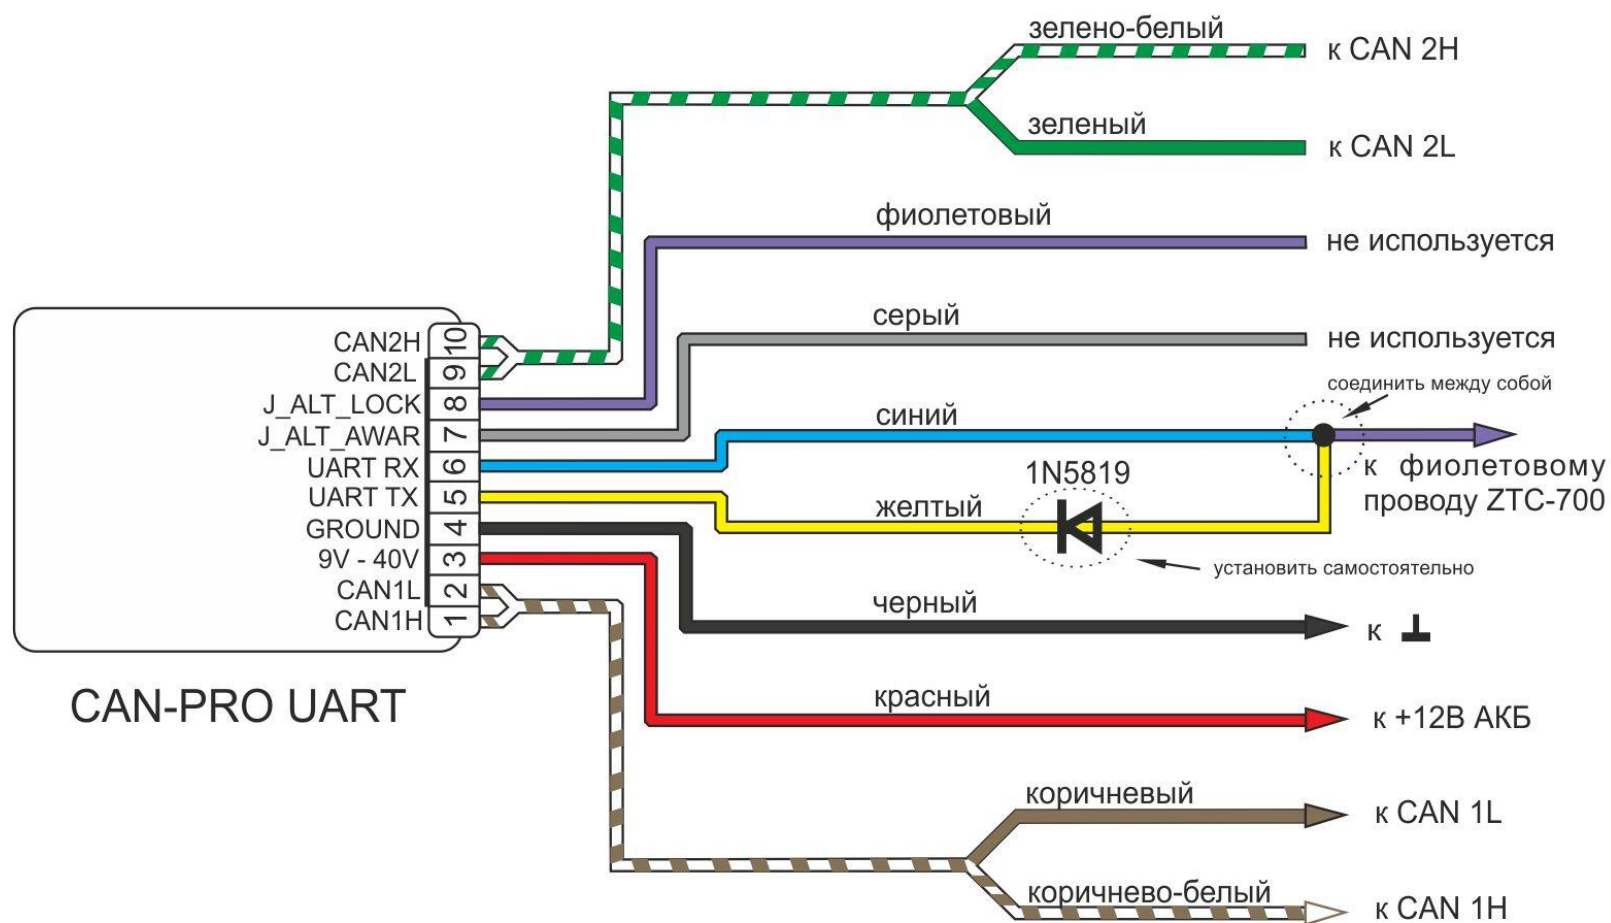 зелено-белый
к CAN 2H
зеленый
к CAN 2L
фиолетовый
не используется
серый
не используется
соединить между собой
синий
к фиолетовому
проводу ZTC-700
1N5819
желтый
установить самостоятельно
черный
к
красный
к +12В АКБ
коричневый
к CAN 1L
коричнево-белый
к CAN 1H
CAN2H 10
CAN2L 9
J_ALT_LOCK 8
J_ALT_AWAR 7
UART RX 6
UART TX 5
GROUND 4
9V - 40V 3
CAN1L 2
CAN1H 1
CAN-PRO UART